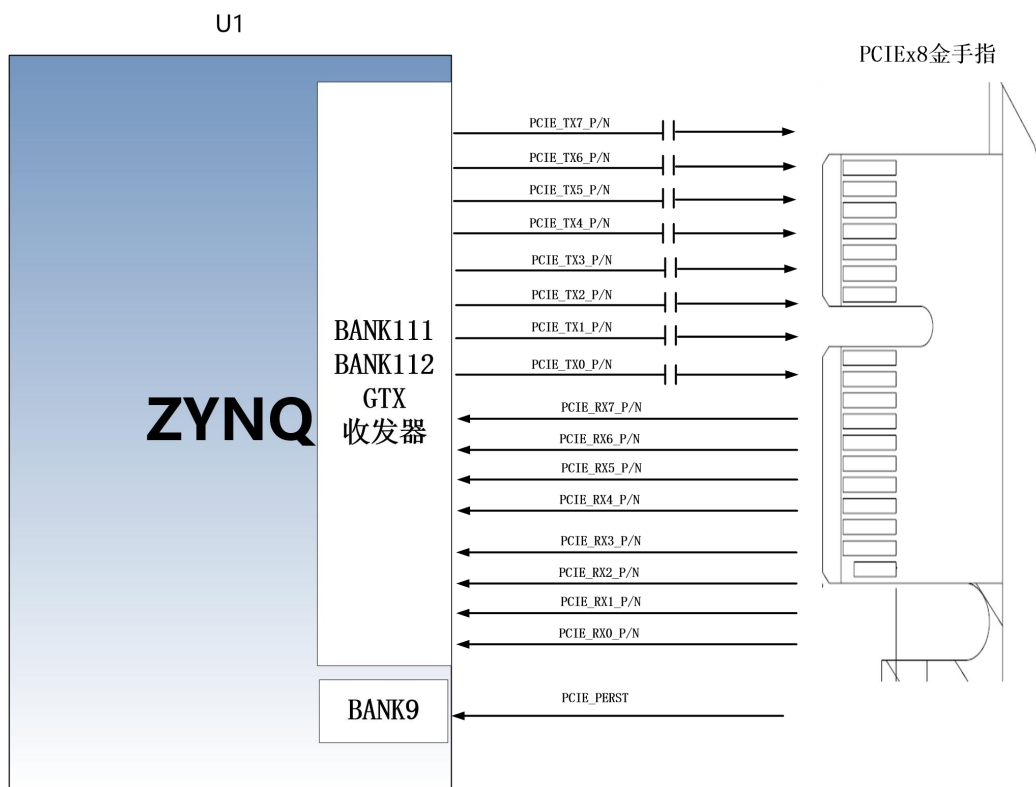 U1
PCIEx8金手指
PCIE_TX7_P/N
PCIE_TX6_P/N
PCIE_TX5_P/N
PCIE_TX4_P/N
PCIE_TX3_P/N
PCIE_TX2_P/N
PCIE_TX1_P/N
PCIE_TX0_P/N
ZYNQ
BANK111
BANK112
GTX
收发器
PCIE_RX7_P/N
PCIE_RX6_P/N
PCIE_RX5_P/N
PCIE_RX4_P/N
PCIE_RX3_P/N
PCIE_RX2_P/N
PCIE_RX1_P/N
PCIE_RX0_P/N
BANK9
PCIE_PERST